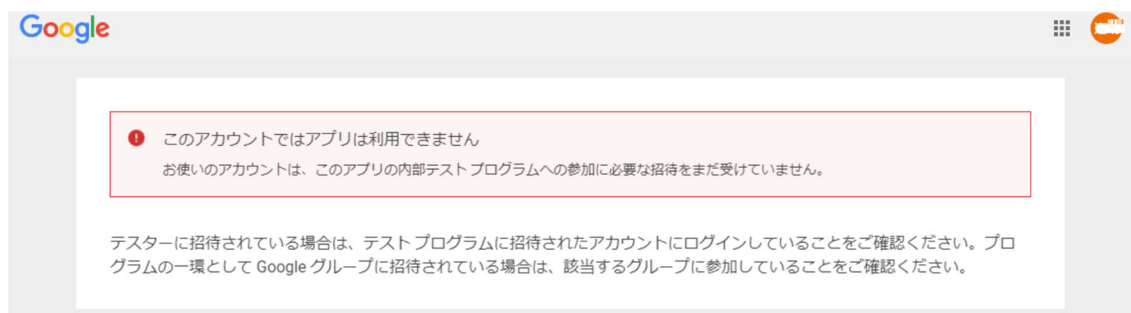 Google
このアカウントではアプリは利用できません
お使いのアカウントは、このアプリの内部テスト プログラムへの参加に必要な招待をまだ受けていません。
テスターに招待されている場合は、テスト プログラムに招待されたアカウントにログインしていることをご確認ください。プロ
グラムの一環として Google グループに招待されている場合は、該当するグループに参加していることをご確認ください。